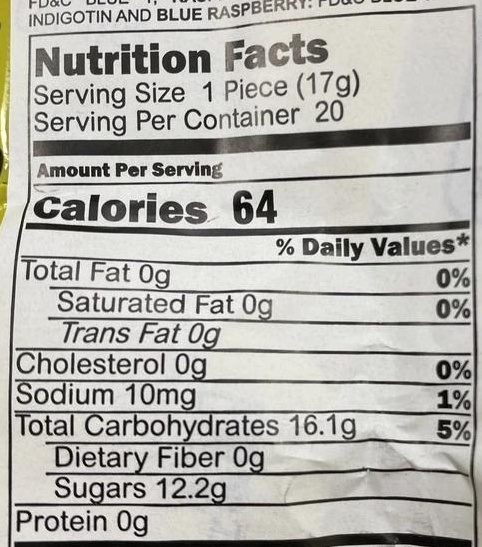 INDIGOTIN AND BLUE RASPBERRY:
Nutrition Facts
Serving Size 1 Piece (17g)
Serving Per Container 20
Amount Per Serving
Calories 64
% Daily Values*
Total Fat 0g 0%
Saturated Fat 0g 0%
Trans Fat 0g
Cholesterol 0g 0%
Sodium 10mg 1%
Total Carbohydrates 16.1g 5%
Dietary Fiber 0g
Sugars 12.2g
Protein 0g